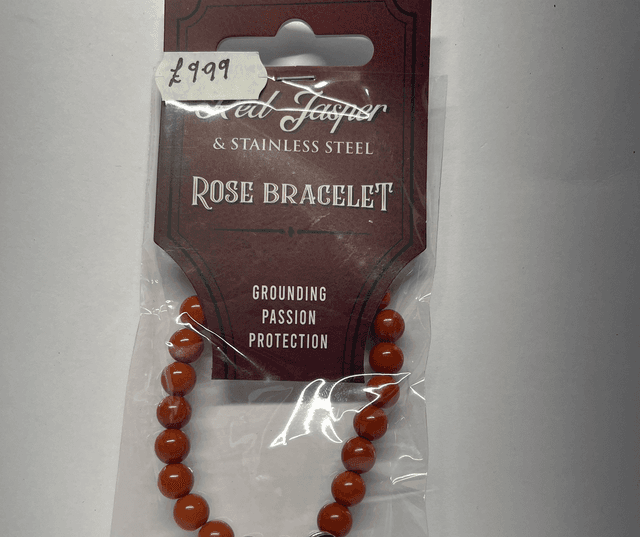 £9.99
Red Jasper
& STAINLESS STEEL
ROSE BRACELET
GROUNDING
PASSION
PROTECTION